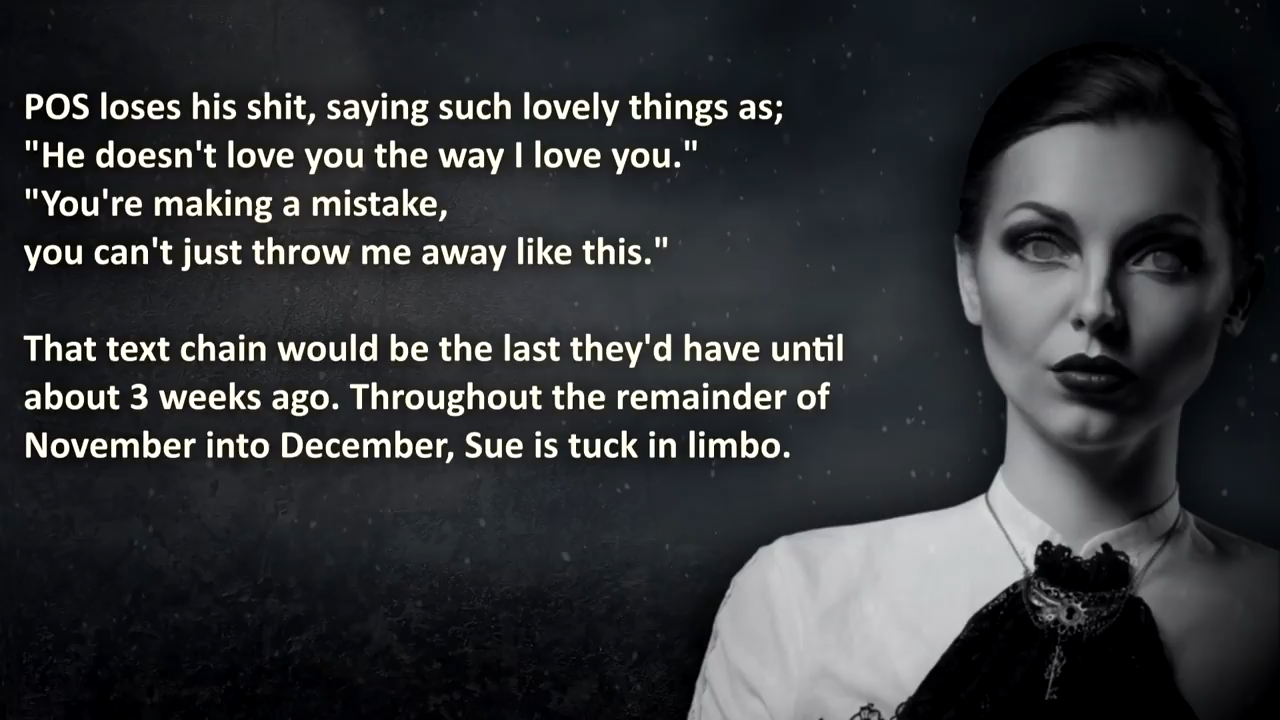 POS loses his shit, saying such lovely things as;
"He doesn't love you the way I love you."
"You're making a mistake,
you can't just throw me away like this."
That text chain would be the last they'd have until
about 3 weeks ago. Throughout the remainder of
November into December, Sue is tuck in limbo.